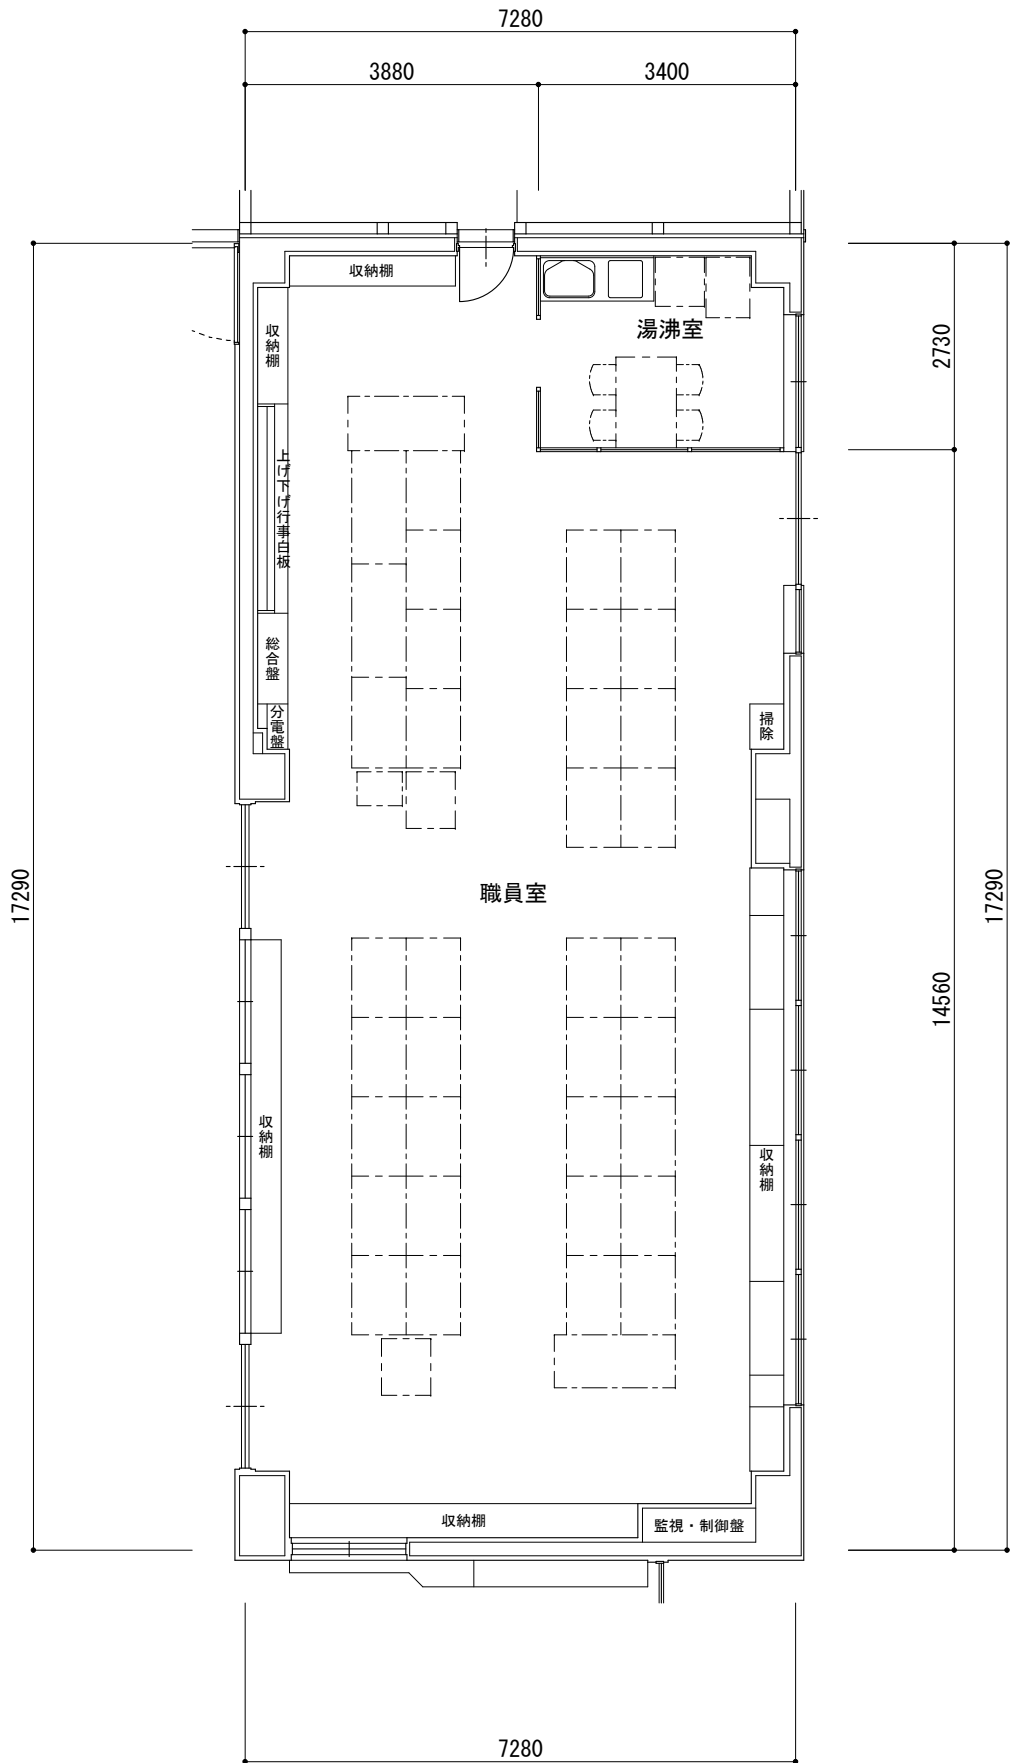 7280
3880
3400
収納棚
湯沸室
収納棚
2730
上げ下げ行事白板
総合盤
分電盤
掃除
職員室
17290
17290
14560
収納棚
収納棚
収納棚
監視・制御盤
7280